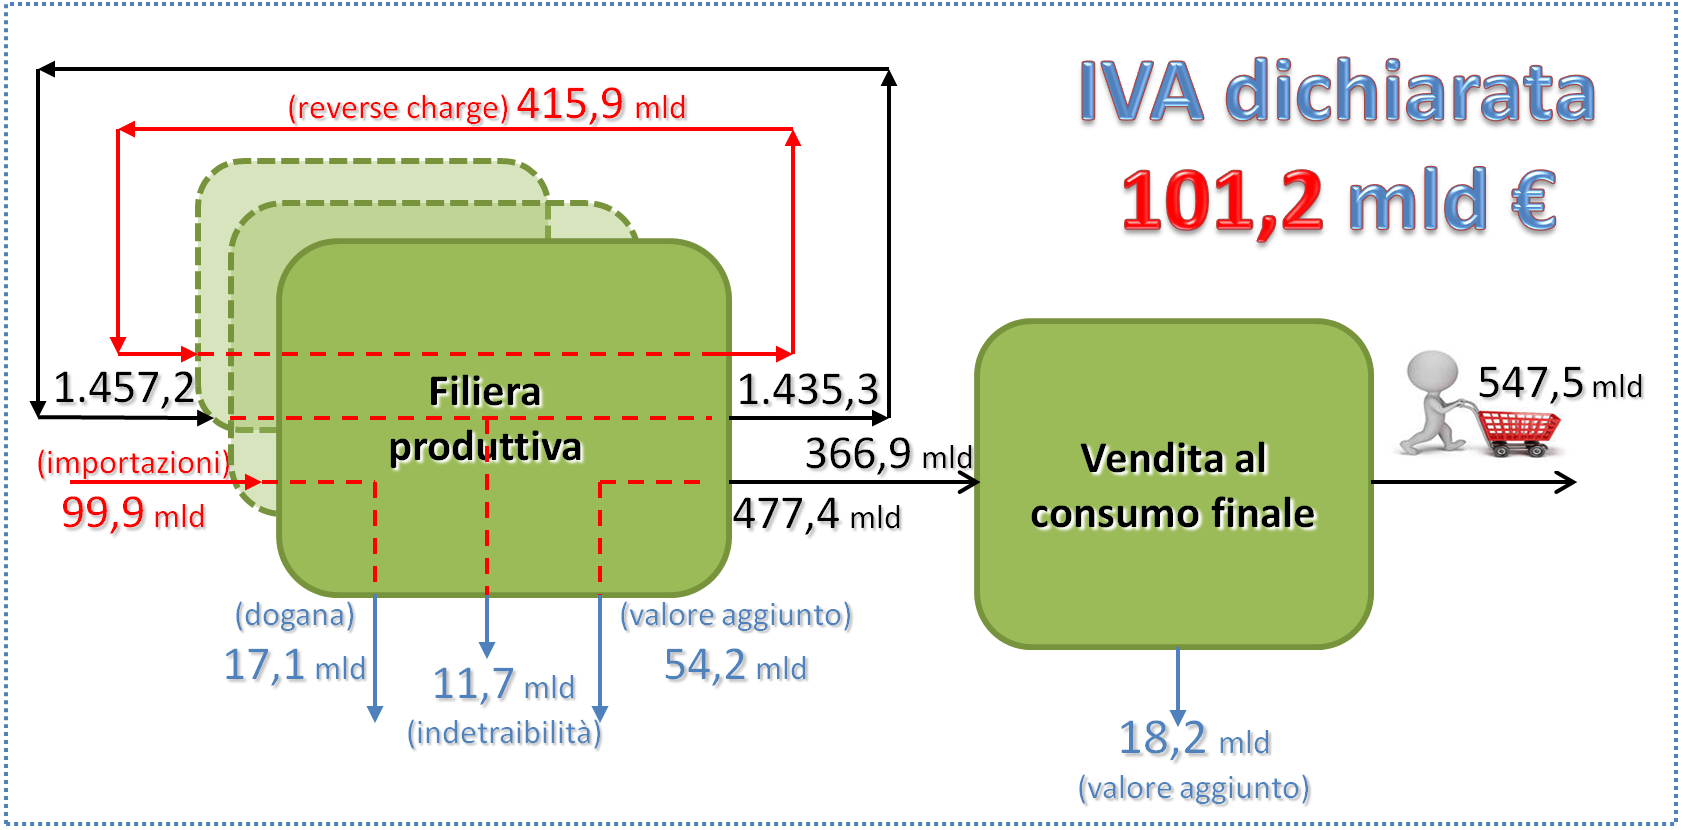 IVA dichiarata
101,2 mld €
(reverse charge) 415,9 mld
1.457,2
Filiera
produttiva
1.435,3
(importazioni)
99,9 mld
366,9 mld
477,4 mld
Vendita al
consumo finale
547,5 mld
(dogana)
17,1 mld
11,7 mld
(indetraibilità)
(valore aggiunto)
54,2 mld
18,2 mld
(valore aggiunto)